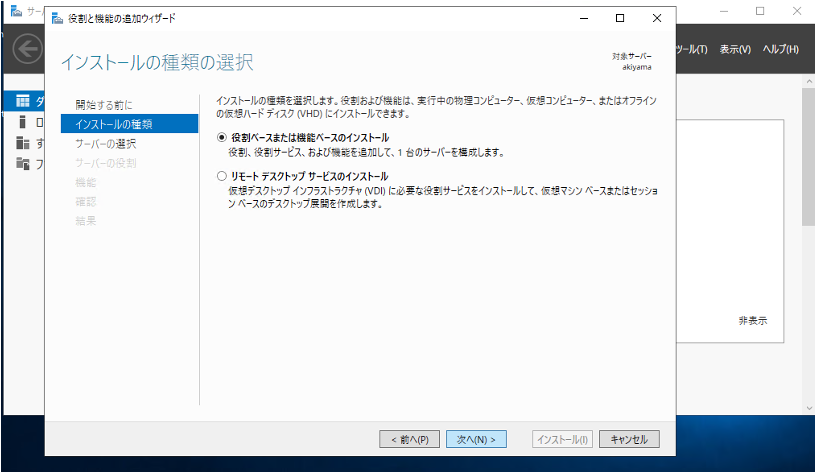 サーバ
役割と機能の追加ウィザード
インストールの種類の選択
対象サーバー
akiyama
ツール(T) 表示(V) ヘルプ(H)
開始する前に
インストールの種類
サーバーの選択
サーバーの役割
機能
確認
結果
インストールの種類を選択します。役割および機能は、実行中の物理コンピューター、仮想コンピューター、またはオフライン
の仮想ハード ディスク (VHD) にインストールできます。
役割ベースまたは機能ベースのインストール
役割、役割サービス、および機能を追加して、1 台のサーバーを構成します。
リモート デスクトップ サービスのインストール
仮想デスクトップ インフラストラクチャ (VDI) に必要な役割サービスをインストールして、仮想マシン ベースまたはセッショ
ン ベースのデスクトップ展開を作成します。
ダ
ロ
す
フ
非表示
< 前へ(P)
次へ(N) >
インストール(I)
キャンセル